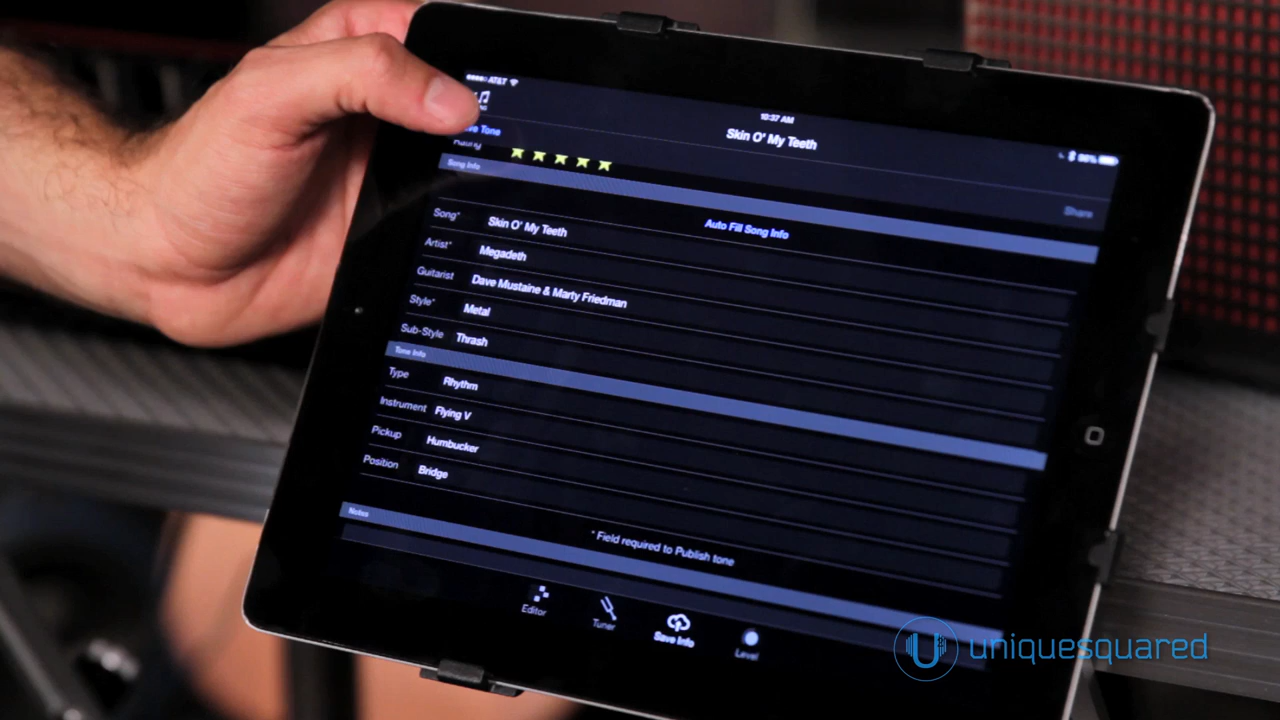 AT&T
10:37 AM
96%
Tone
Skin O' My Teeth
Rating
Share
Song Info
Auto Fill Song Info
Song* Skin O' My Teeth
Artist* Megadeth
Guitarist Dave Mustaine & Marty Friedman
Style* Metal
Sub-Style Thrash
Tone Info
Type Rhythm
Instrument Flying V
Pickup Humbucker
Position Bridge
* Field required to Publish tone
Notes
Editor Tuner Save Info Level
uniquesquared